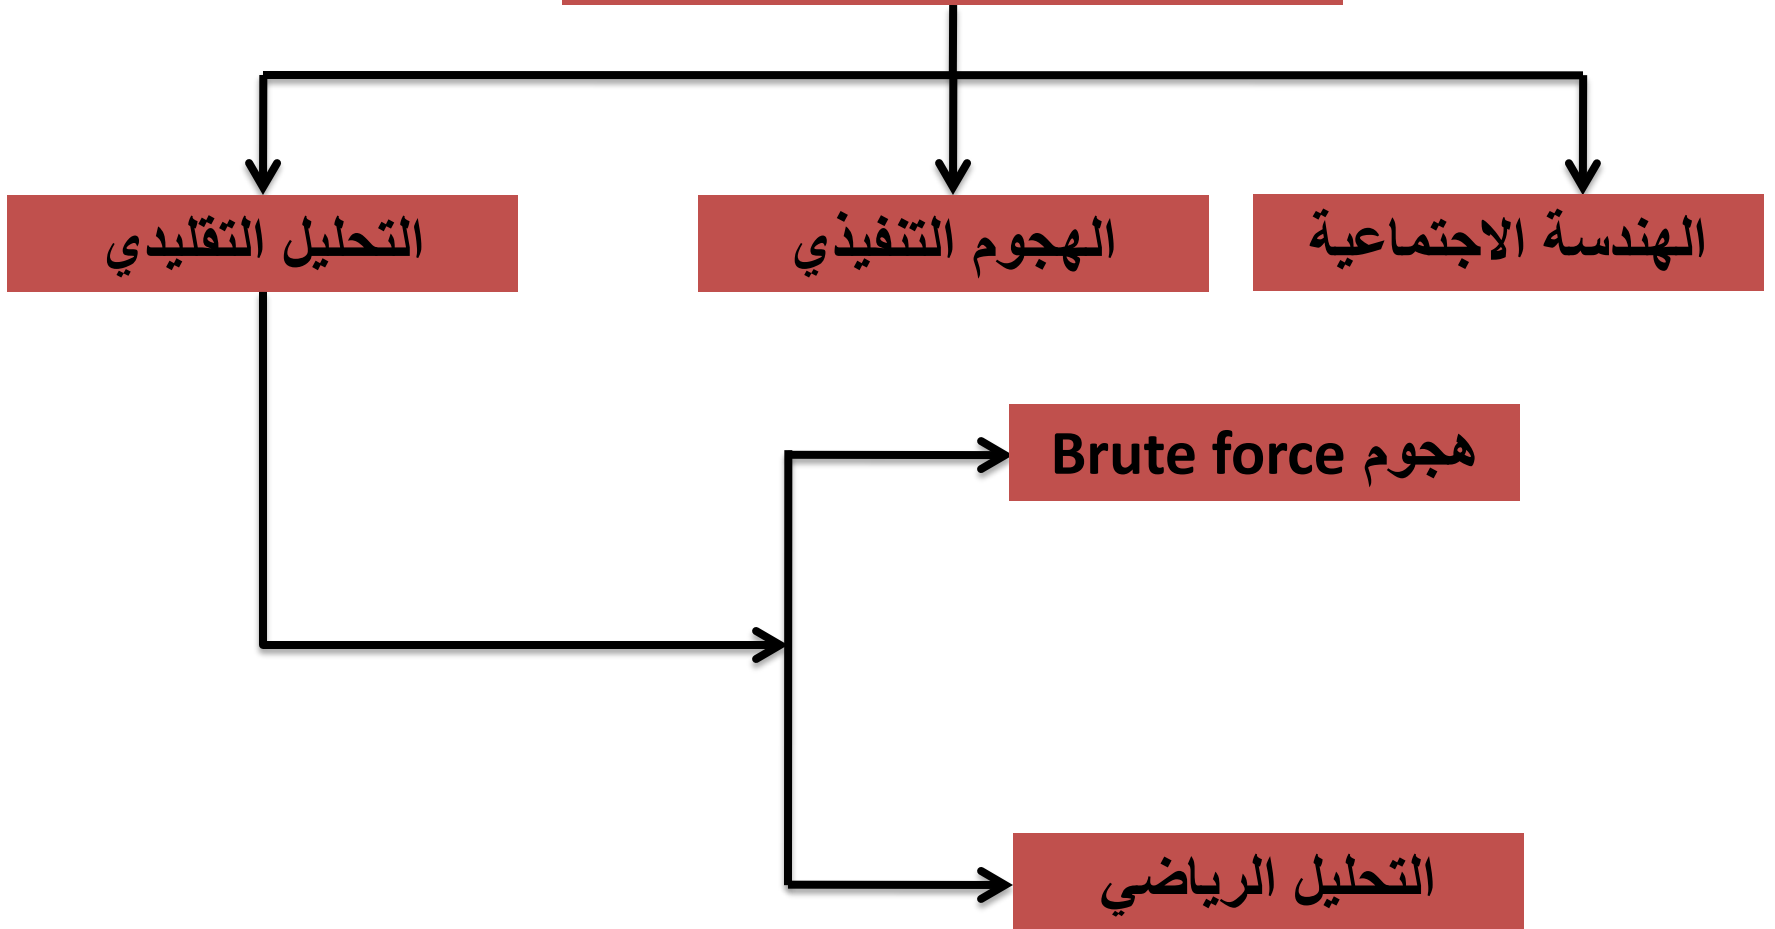 الهندسة الاجتماعية
الهجوم التنفيذي
التحليل التقليدي
هجوم Brute force
التحليل الرياضي